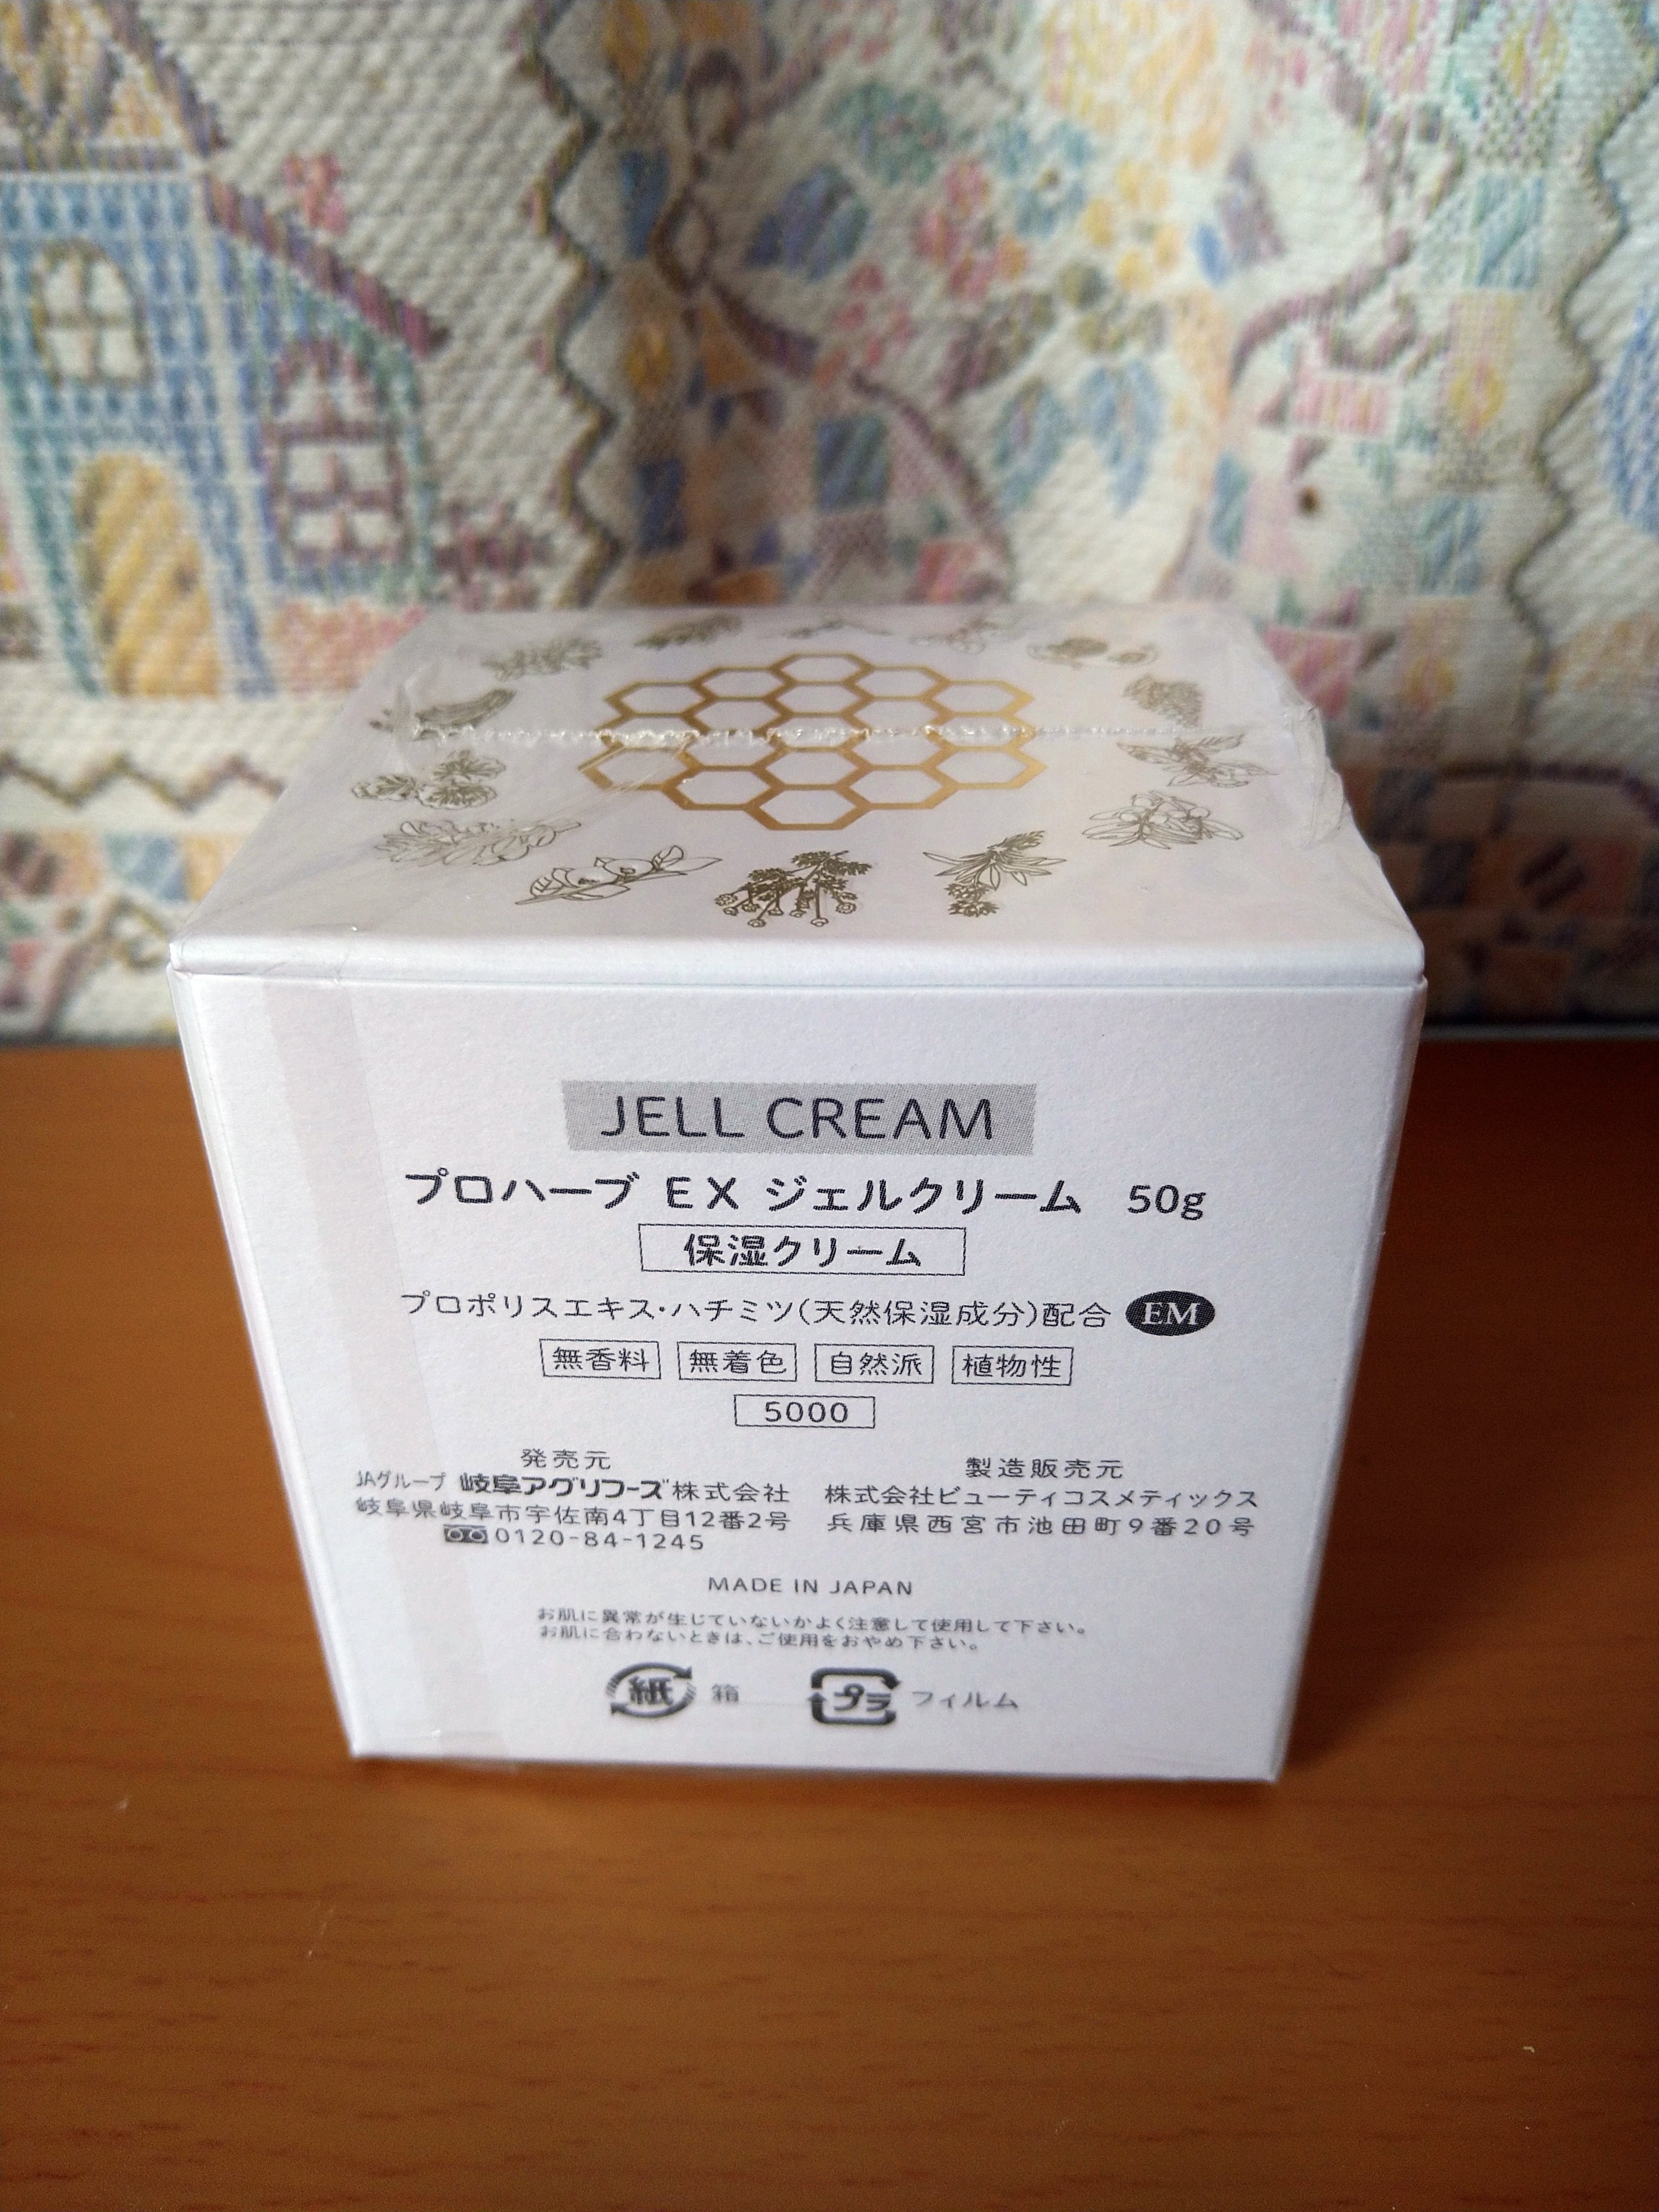 JELL CREAM
プロハーブ EX ジェルクリーム 50g
保湿クリーム
プロポリスエキス・ハチミツ(天然保湿成分)配合 EM
無香料 無着色 自然派 植物性
5000
発売元
JAグループ 岐阜アグリフーズ株式会社
岐阜県岐阜市宇佐南4丁目12番2号
0120-84-1245
製造販売元
株式会社ビューティコスメティックス
兵庫県西宮市池田町9番20号
MADE IN JAPAN
お肌に異常が生じていないかよく注意して使用して下さい。
お肌に合わないときは、ご使用をおやめ下さい。
紙 箱 プラ フィルム